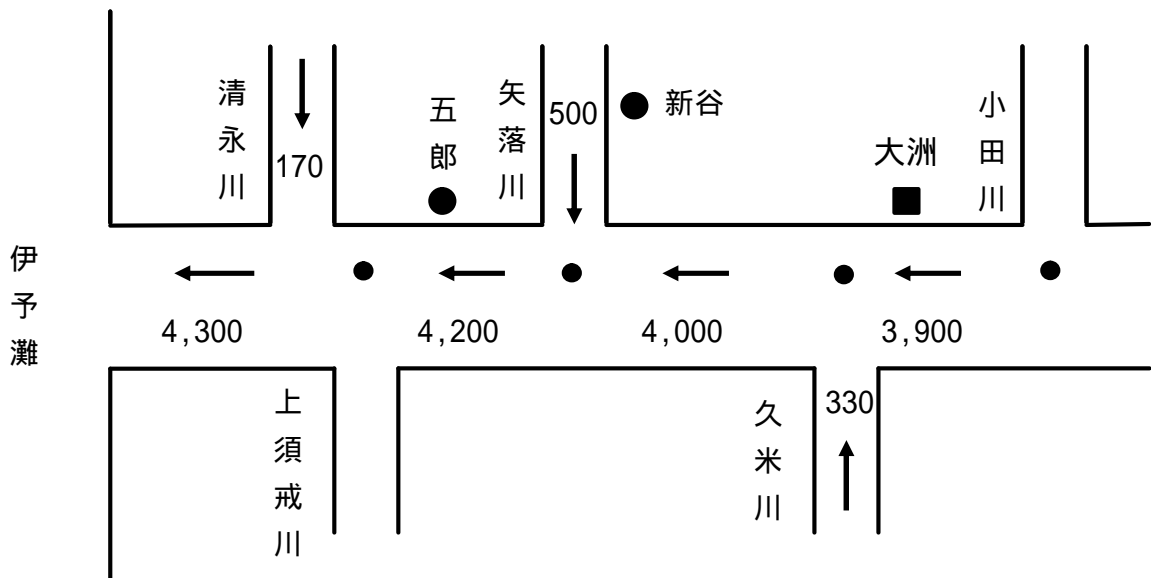 清永川
170
五郎
矢落川
500
新谷
大洲
小田川
伊予灘
4,300
4,200
4,000
3,900
上須戒川
久米川
330